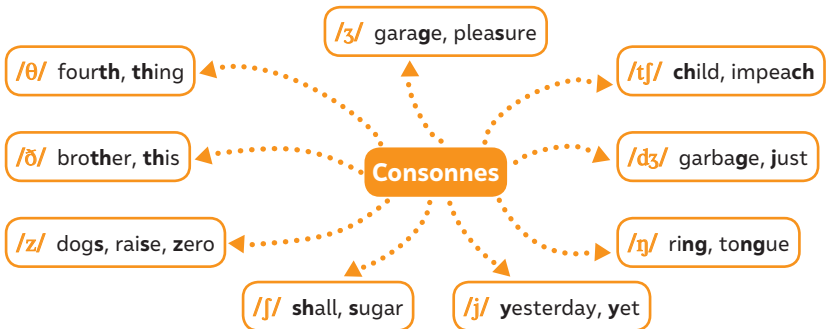 /ʒ/ garage, pleasure
/θ/ fourth, thing
/tʃ/ child, impeach
/ð/ brother, this
Consonnes
/dʒ/ garbage, just
/z/ dogs, raise, zero
/ŋ/ ring, tongue
/ʃ/ shall, sugar
/j/ yesterday, yet